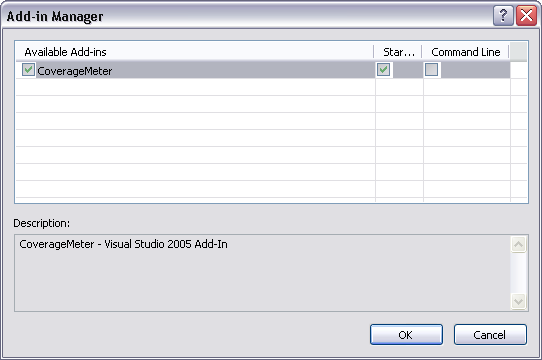 Add-in Manager
Available Add-ins Star... Command Line
CoverageMeter
Description:
CoverageMeter - Visual Studio 2005 Add-In
OK Cancel